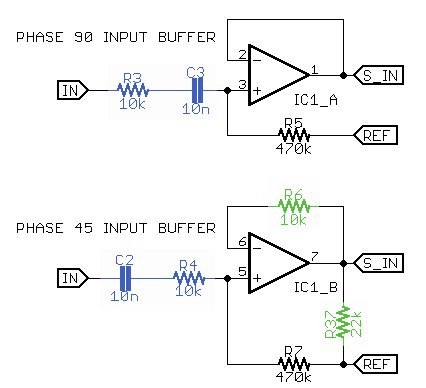 PHASE 90 INPUT BUFFER
C3
R3
IN
10k
10n
2
3
1
IC1_A
S_IN
R5
470k
REF
R6
10k
PHASE 45 INPUT BUFFER
6
5
7
IC1_B
S_IN
C2
R4
IN
10n
10k
R37
22k
R7
470k
REF